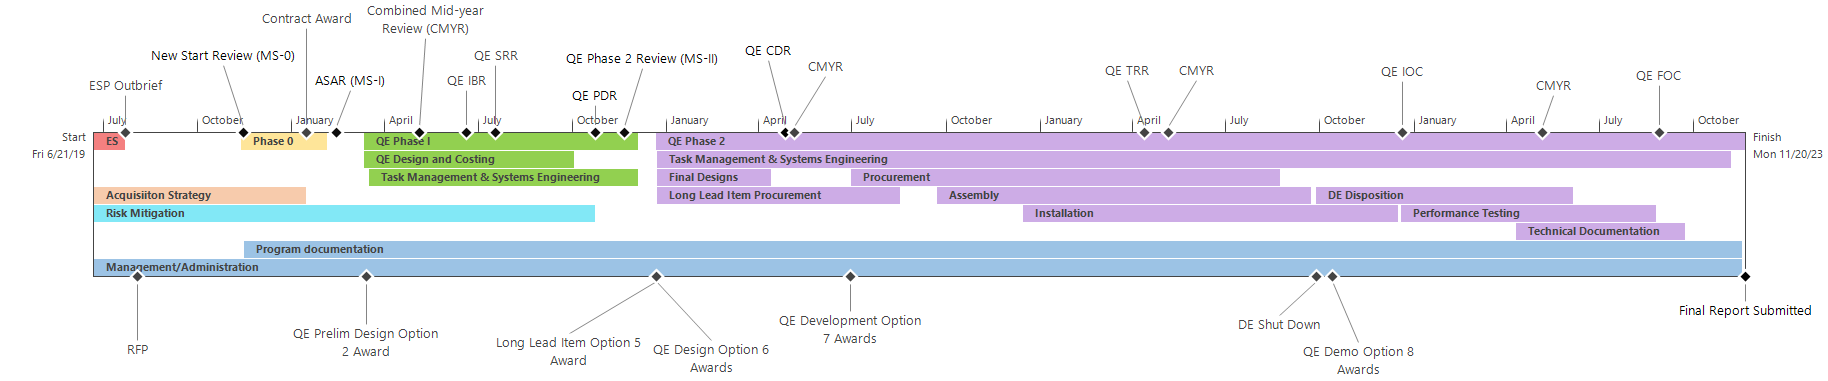 Contract Award
Combined Mid-year
Review (CMYR)
New Start Review (MS-0)
QE SRR
QE Phase 2 Review (MS-II)
QE CDR
CMYR
ESP Outbrief
ASAR (MS-I)
QE IBR
QE PDR
QE TRR
CMYR
QE IOC
CMYR
QE FOC
July
October
January
April
July
October
January
April
July
October
January
April
July
October
January
April
July
October
Start
Fri 6/21/19
Finish
Mon 11/20/23
ES
Phase 0
QE Phase I
QE Phase 2
QE Design and Costing
Task Management & Systems Engineering
Task Management & Systems Engineering
Final Designs
Procurement
Acquisiiton Strategy
Long Lead Item Procurement
Assembly
DE Disposition
Risk Mitigation
Installation
Performance Testing
Technical Documentation
Program documentation
Management/Administration
RFP
QE Prelim Design Option
2 Award
Long Lead Item Option 5
Award
QE Design Option 6
Awards
QE Development Option
7 Awards
DE Shut Down
QE Demo Option 8
Awards
Final Report Submitted